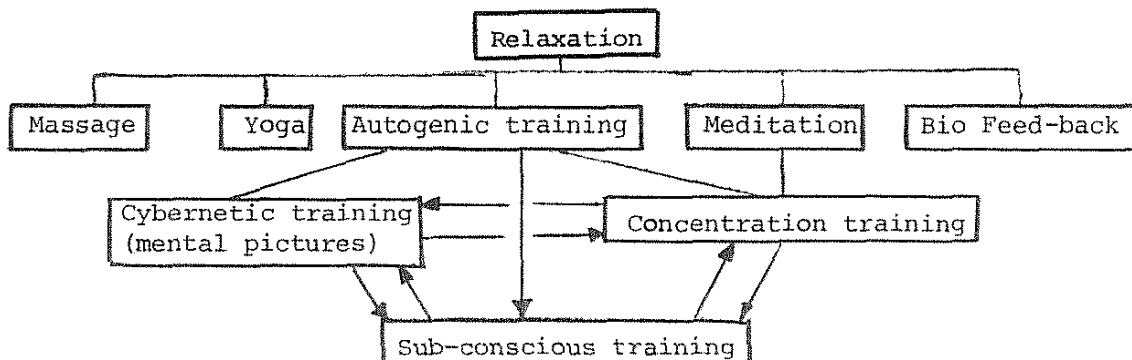 Relaxation
Massage
Yoga
Autogenic training
Meditation
Bio Feed-back
Cybernetic training
(mental pictures)
Concentration training
Sub-conscious training